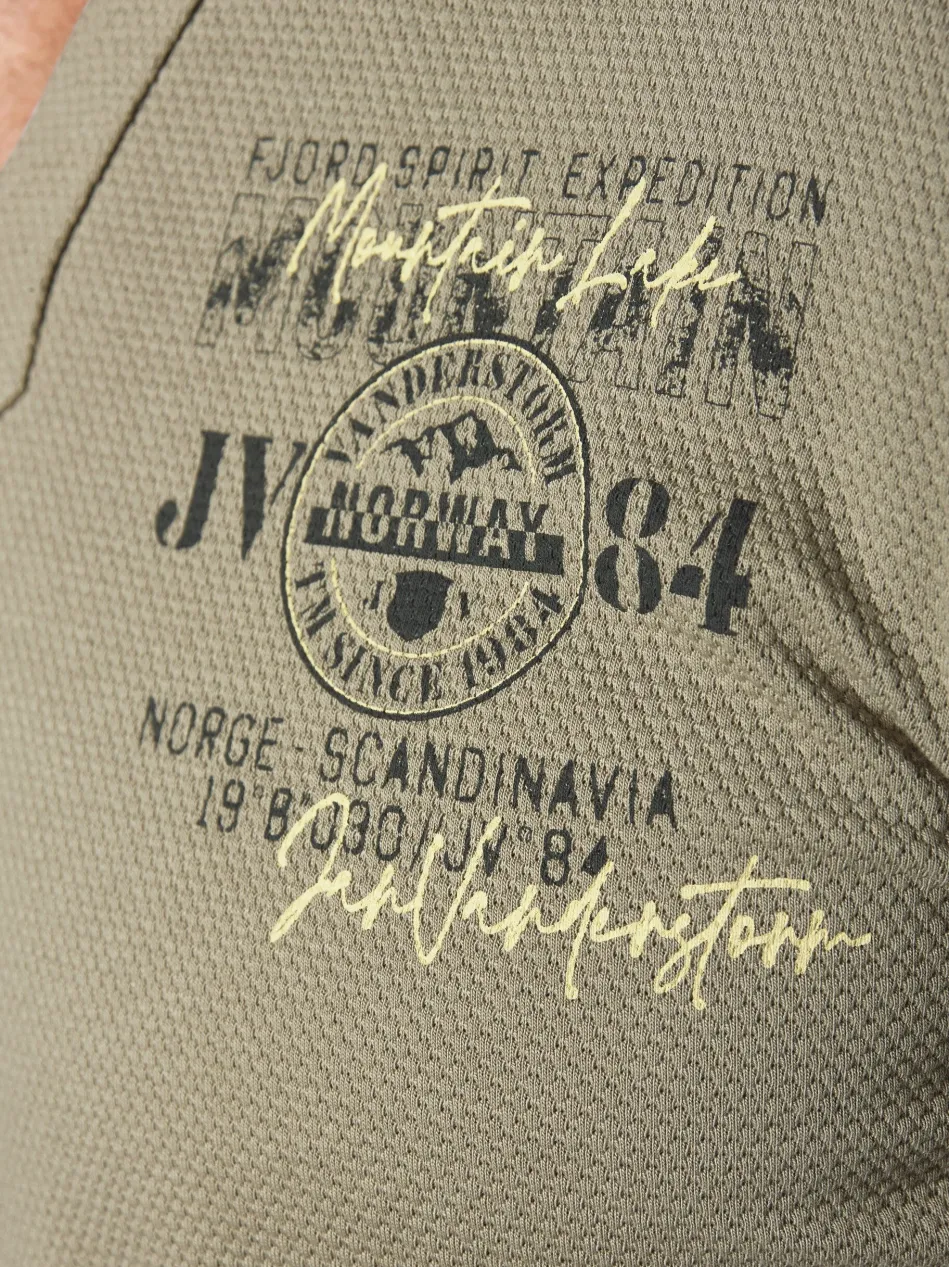 FJORD SPIRIT EXPEDITION
Mountain Lake
MOUNTAIN
VANDERSTORM
JV
NORWAY
84
J V
TM SINCE 1984
NORGE - SCANDINAVIA
19°8°030//JV°84
JanVanderstorm